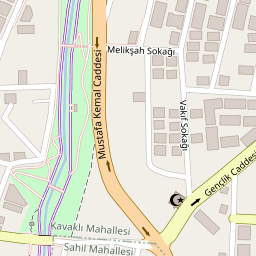 Melikşah Sokağı
Mustafa Kemal Caddesi
Vakıf Sokağı
Gençlik Caddesi
Kavaklı Mahallesi
Sahil Mahallesi